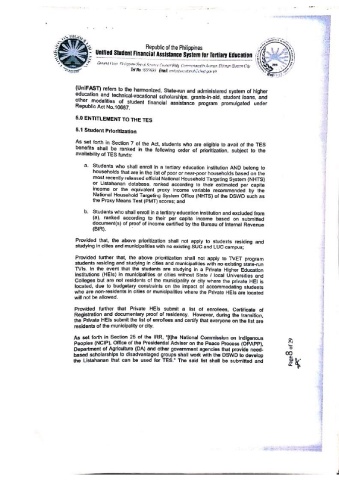 Republic of the Philippines
Unified Student Financial Assistance System for Tertiary Education
(UniFAST) refers to the harmonized, State-run and administered system of higher
education and technical-vocational scholarships, grants-in-aid, student loans, and
other modalities of student financial assistance program promulgated under
Republic Act No.10687.
6.0 ENTITLEMENT TO THE TES
6.1 Student Prioritization
As set forth in Section 7 of the Act, students who are eligible to avail of the TES
benefits shall be ranked in the following order of prioritization, subject to the
availability of TES funds:
a. Students who shall enroll in a tertiary education institution AND belong to
households that are in the list of poor or near-poor households based on the
most recently released official National Household Targeting System (NHTS)
or Listahanan database, ranked according to their estimated per capita
income or the equivalent proxy income variable recommended by the
National Household Targeting System Office (NHTS) of the DSWD such as
the Proxy Means Test (PMT) scores; and
b. Students who shall enroll in a tertiary education institution and excluded from
(a), ranked according to their per capita income based on submitted
document(s) of proof of income certified by the Bureau of Internal Revenue
(BIR).
Provided that, the above prioritization shall not apply to students residing and
studying in cities and municipalities with no existing SUC and LUC campus;
Provided further that, the above prioritization shall not apply to TVET program
students residing and studying in cities and municipalities with no existing state-run
TVIs. In the event that the students are studying in a Private Higher Education
Institutions (HEIs) in municipalities or cities without State / local Universities and
Colleges but are not residents of the municipality or city where the private HEI is
located, due to budgetary constraints on the impact of accommodating students
who are non-residents in cities or municipalities where the Private HEIs are located
will not be allowed.
Provided further that Private HEIs submit a list of enrollees, Certificate of
Registration and documentary proof of residency. However, during the transition,
the Private HEIs submit the list of enrollees and certify that everyone on the list are
residents of the municipality or city.
As set forth in Section 25 of the IRR, "[t]he National Commission on Indigenous
Peoples (NCIP), Office of the Presidential Adviser on the Peace Process (OPAPP),
Department of Agriculture (DA) and other government agencies that provide need-
based scholarships to disadvantaged groups shall work with the DSWD to develop
the Listahanan that can be used for TES." The said list shall be submitted and
Page 8 of 29